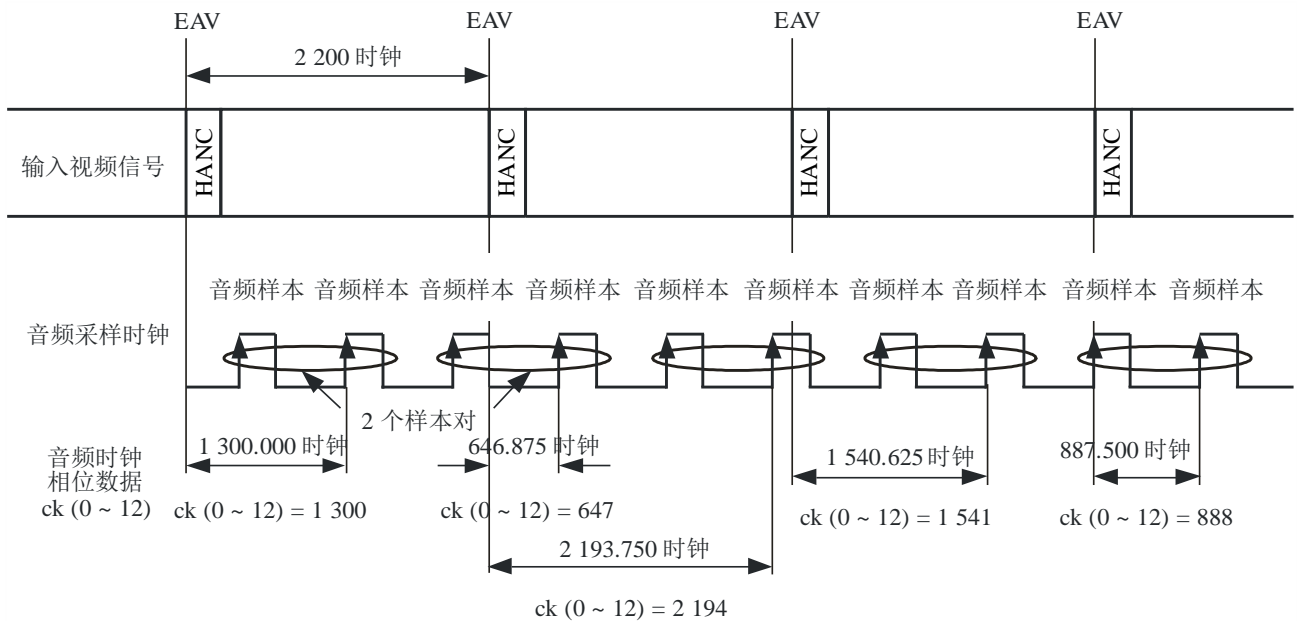 EAV EAV EAV EAV
2 200 时钟
输入视频信号
HANC HANC HANC HANC
音频样本 音频样本 音频样本 音频样本 音频样本 音频样本 音频样本 音频样本 音频样本 音频样本
音频采样时钟
2 个样本对
1 300.000 时钟 646.875时钟 1 540.625 时钟 887.500 时钟
音频时钟
相位数据
ck (0 ~ 12) ck (0 ~ 12) = 1 300 ck (0 ~ 12) = 647 ck (0 ~ 12) = 1 541 ck (0 ~ 12) = 888
2 193.750 时钟
ck (0 ~ 12) = 2 194